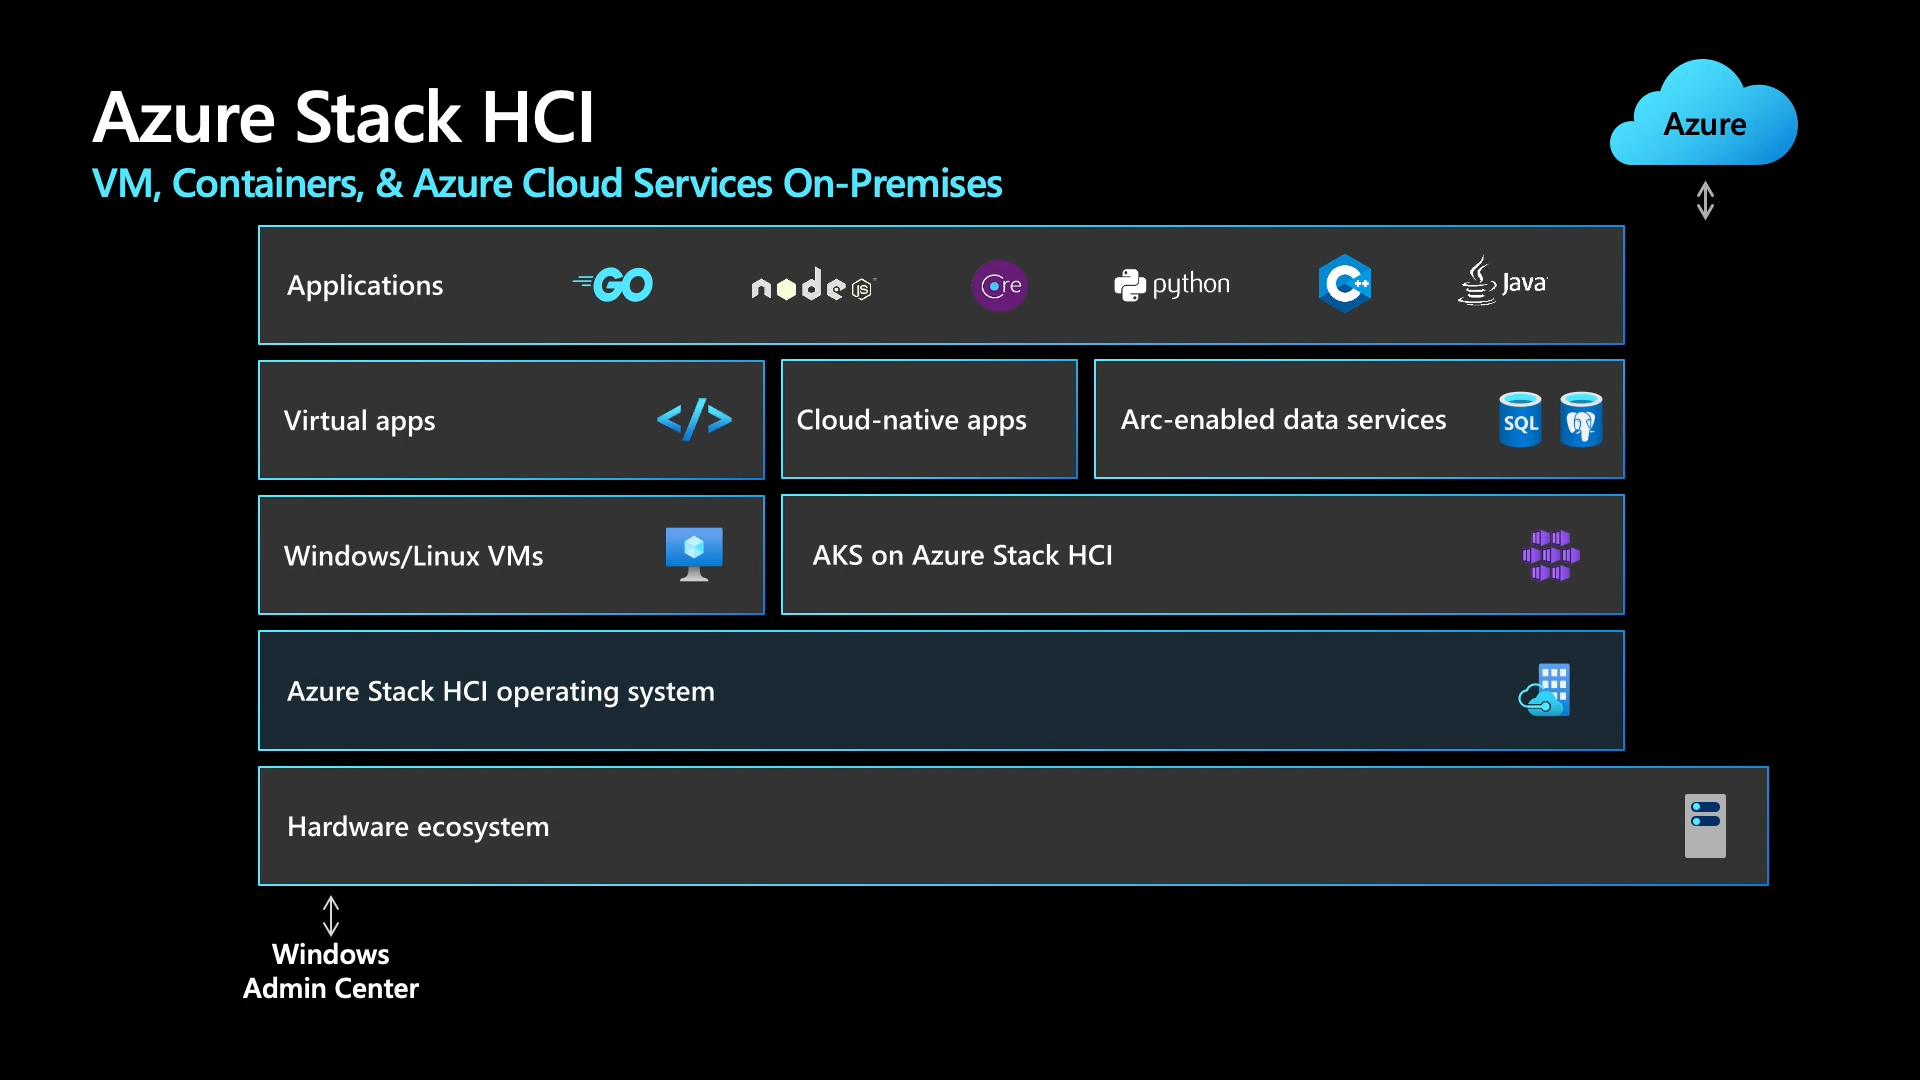 Azure Stack HCI
VM, Containers, & Azure Cloud Services On-Premises
Azure
Applications
GO
node JS
Core
python
C++
Java
Virtual apps
</>
Cloud-native apps
Arc-enabled data services
SQL
Windows/Linux VMs
AKS on Azure Stack HCI
Azure Stack HCI operating system
Hardware ecosystem
Windows
Admin Center